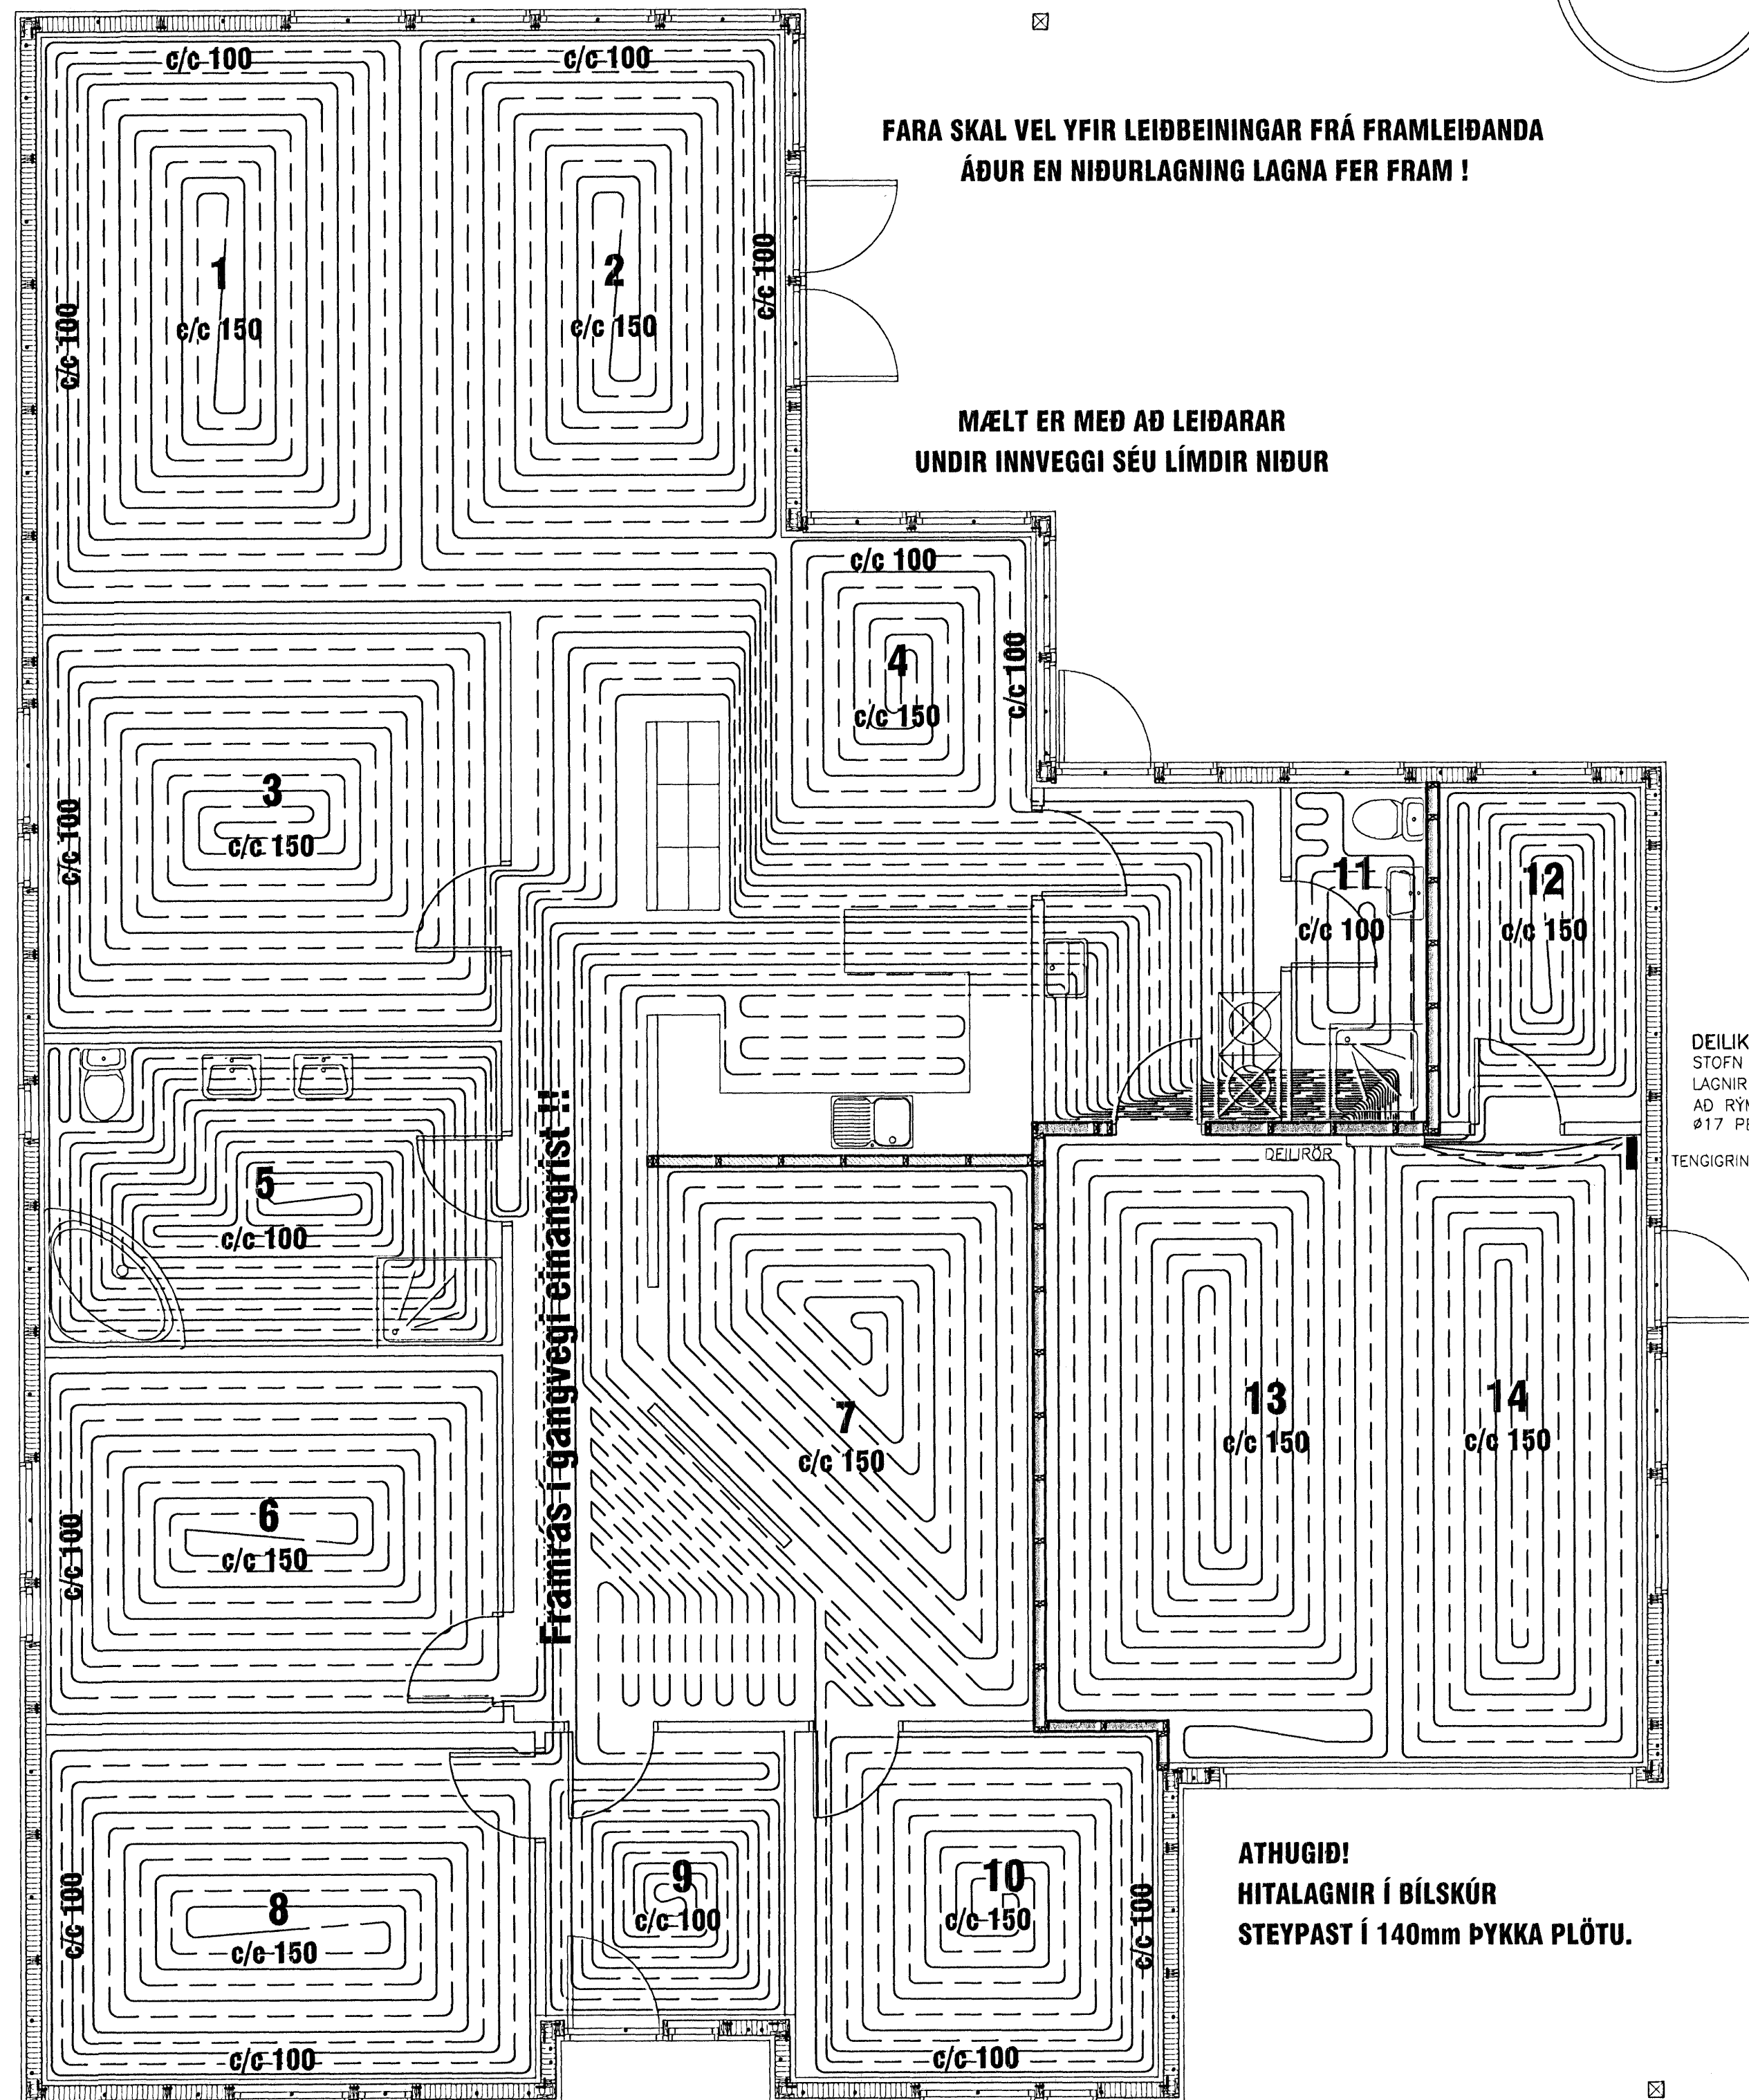 c/c 100
c/c 100
FARA SKAL VEL YFIR LEIÐBEININGAR FRÁ FRAMLEIÐANDA
ÁÐUR EN NIÐURLAGNING LAGNA FER FRAM !
1
c/c 150
c/c 100
2
c/c 150
c/c 100
MÆLT ER MEÐ AÐ LEIÐARAR
UNDIR INNVEGGI SÉU LÍMDIR NIÐUR
c/c 100
4
c/c 150
c/c 100
3
c/c 150
c/c 100
11
c/c 100
12
c/c 150
DEILIK
STOFN
LAGNIR
AÐ RÝM
ø17 PE
TENGIGRIN
DEILIRÖR
5
c/c 100
Framrás í gangvegi einangrist !!
7
c/c 150
13
c/c 150
14
c/c 150
6
c/c 150
c/c 100
8
c/c 150
c/c 100
c/c 100
9
c/c 100
10
c/c 150
c/c 100
c/c 100
ATHUGIÐ!
HITALAGNIR Í BÍLSKÚR
STEYPAST Í 140mm ÞYKKA PLÖTU.